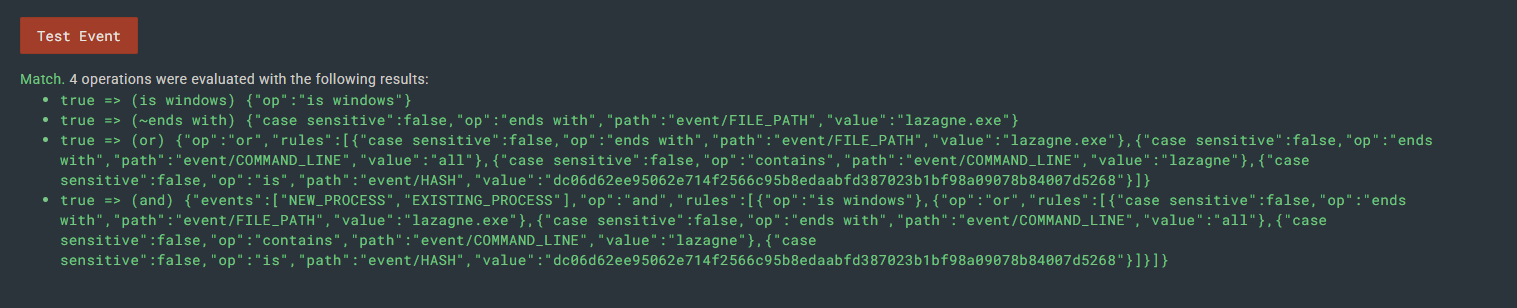 Test Event
Match. 4 operations were evaluated with the following results:
• true => (is windows) {"op":"is windows"}
• true => (~ends with) {"case sensitive":false,"op":"ends with","path":"event/FILE_PATH","value":"lazagne.exe"}
• true => (or) {"op":"or","rules":[{"case sensitive":false,"op":"ends with","path":"event/FILE_PATH","value":"lazagne.exe"},{"case sensitive":false,"op":"ends
with","path":"event/COMMAND_LINE","value":"all"},{"case sensitive":false,"op":"contains","path":"event/COMMAND_LINE","value":"lazagne"},{"case
sensitive":false,"op":"is","path":"event/HASH","value":"dc06d62ee95062e714f2566c95b8edaabfd387023b1bf98a09078b84007d5268"}]}
• true => (and) {"events":["NEW_PROCESS","EXISTING_PROCESS"],"op":"and","rules":[{"op":"is windows"},{"op":"or","rules":[{"case sensitive":false,"op":"ends
with","path":"event/FILE_PATH","value":"lazagne.exe"},{"case sensitive":false,"op":"ends with","path":"event/COMMAND_LINE","value":"all"},{"case
sensitive":false,"op":"contains","path":"event/COMMAND_LINE","value":"lazagne"},{"case
sensitive":false,"op":"is","path":"event/HASH","value":"dc06d62ee95062e714f2566c95b8edaabfd387023b1bf98a09078b84007d5268"}]}]}